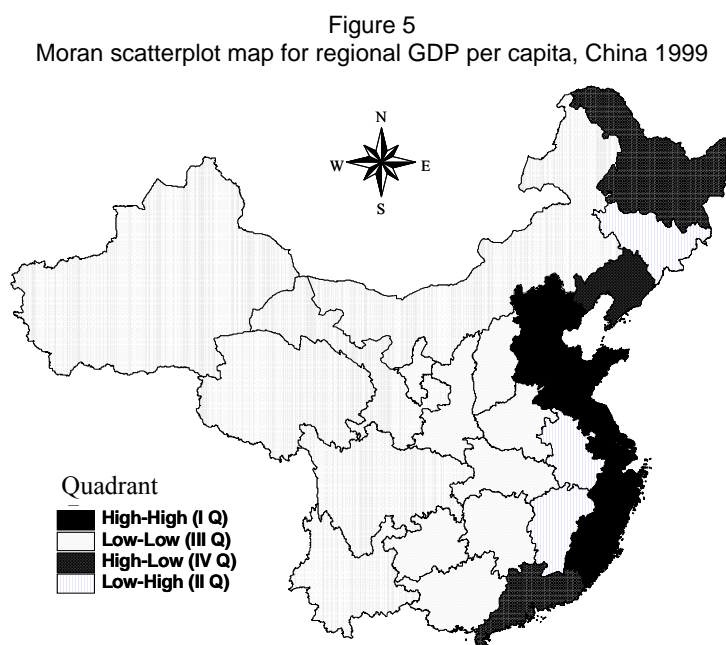 Figure 5
Moran scatterplot map for regional GDP per capita, China 1999
N
W E
S
Quadrant
High-High (I Q)
Low-Low (III Q)
High-Low (IV Q)
Low-High (II Q)